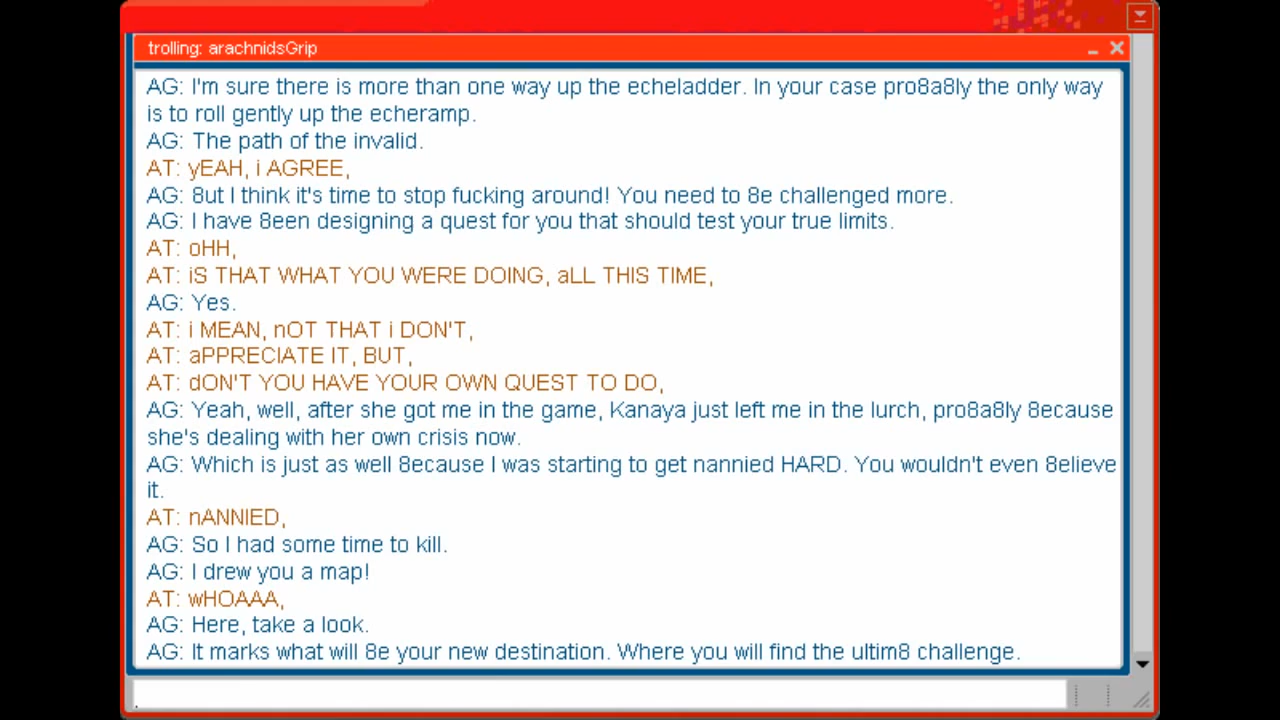 trolling: arachnidsGrip
AG: I'm sure there is more than one way up the echeladder. In your case pro8a8ly the only way
is to roll gently up the echeramp.
AG: The path of the invalid.
AT: yEAH, i AGREE,
AG: 8ut I think it's time to stop fucking around! You need to 8e challenged more.
AG: I have 8een designing a quest for you that should test your true limits.
AT: oHH,
AT: iS THAT WHAT YOU WERE DOING, aLL THIS TIME,
AG: Yes.
AT: i MEAN, nOT THAT i DON'T,
AT: aPPRECIATE IT, BUT,
AT: dON'T YOU HAVE YOUR OWN QUEST TO DO,
AG: Yeah, well, after she got me in the game, Kanaya just left me in the lurch, pro8a8ly 8ecause
she's dealing with her own crisis now.
AG: Which is just as well 8ecause I was starting to get nannied HARD. You wouldn't even 8elieve
it.
AT: nANNIED,
AG: So I had some time to kill.
AG: I drew you a map!
AT: wHOAAA,
AG: Here, take a look.
AG: It marks what will 8e your new destination. Where you will find the ultim8 challenge.